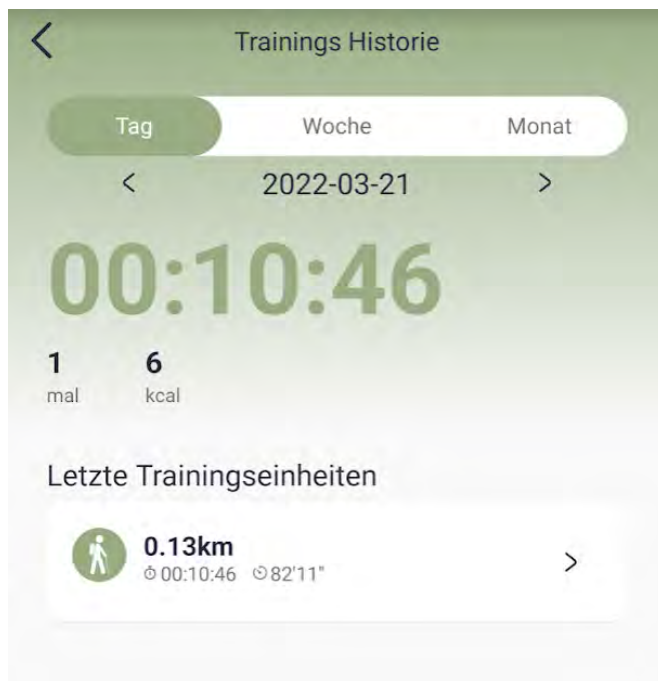 Trainings Historie
Tag Woche Monat
2022-03-21
00:10:46
1 6
mal kcal
Letzte Trainingseinheiten
0.13km
00:10:46 82'11"